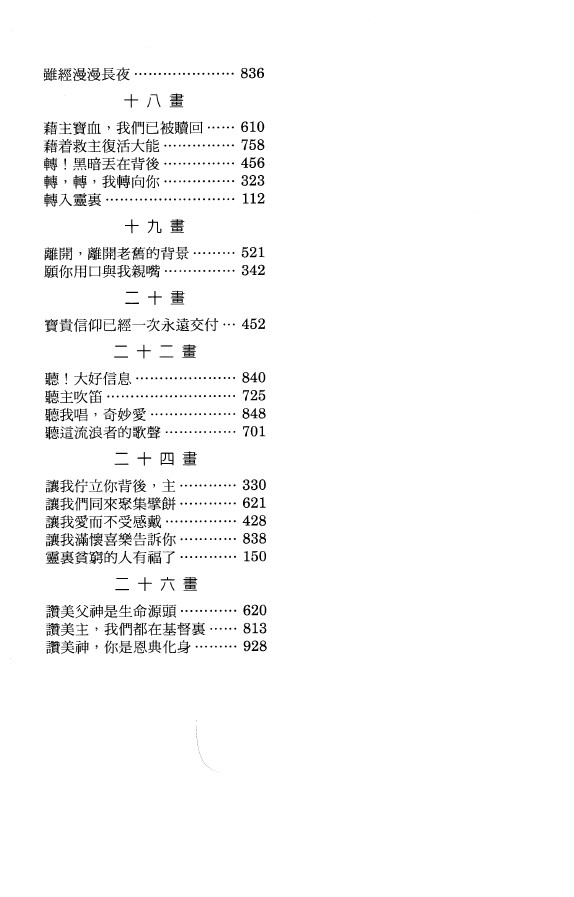 雖經漫漫長夜 ····················· 836
十八畫
藉主寶血，我們已被贖回 ······ 610
藉着救主復活大能 ··············· 758
轉！黑暗丟在背後 ··············· 456
轉，轉，我轉向你 ··············· 323
轉入靈裏 ··························· 112
十九畫
離開，離開老舊的背景 ········· 521
願你用口與我親嘴 ··············· 342
二十畫
寶貴信仰已經一次永遠交付 ··· 452
二十二畫
聽！大好信息 ····················· 840
聽主吹笛 ··························· 725
聽我唱，奇妙愛 ·················· 848
聽這流浪者的歌聲 ··············· 701
二十四畫
讓我佇立你背後，主 ············ 330
讓我們同來聚集擘餅 ············ 621
讓我愛而不受感戴 ··············· 428
讓我滿懷喜樂告訴你 ············ 838
靈裏貧窮的人有福了 ············ 150
二十六畫
讚美父神是生命源頭 ············ 620
讚美主，我們都在基督裏 ······ 813
讚美神，你是恩典化身 ········· 928